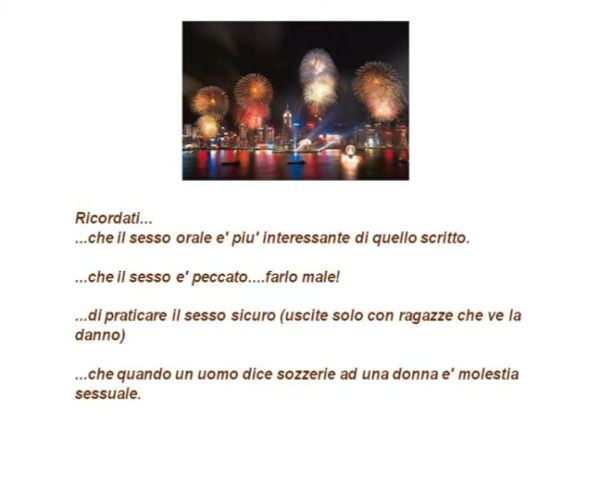 Ricordati...
...che il sesso orale e' piu' interessante di quello scritto.
...che il sesso e' peccato....farlo male!
...di praticare il sesso sicuro (uscite solo con ragazze che ve la
danno)
...che quando un uomo dice sozzerie ad una donna e' molestia
sessuale.